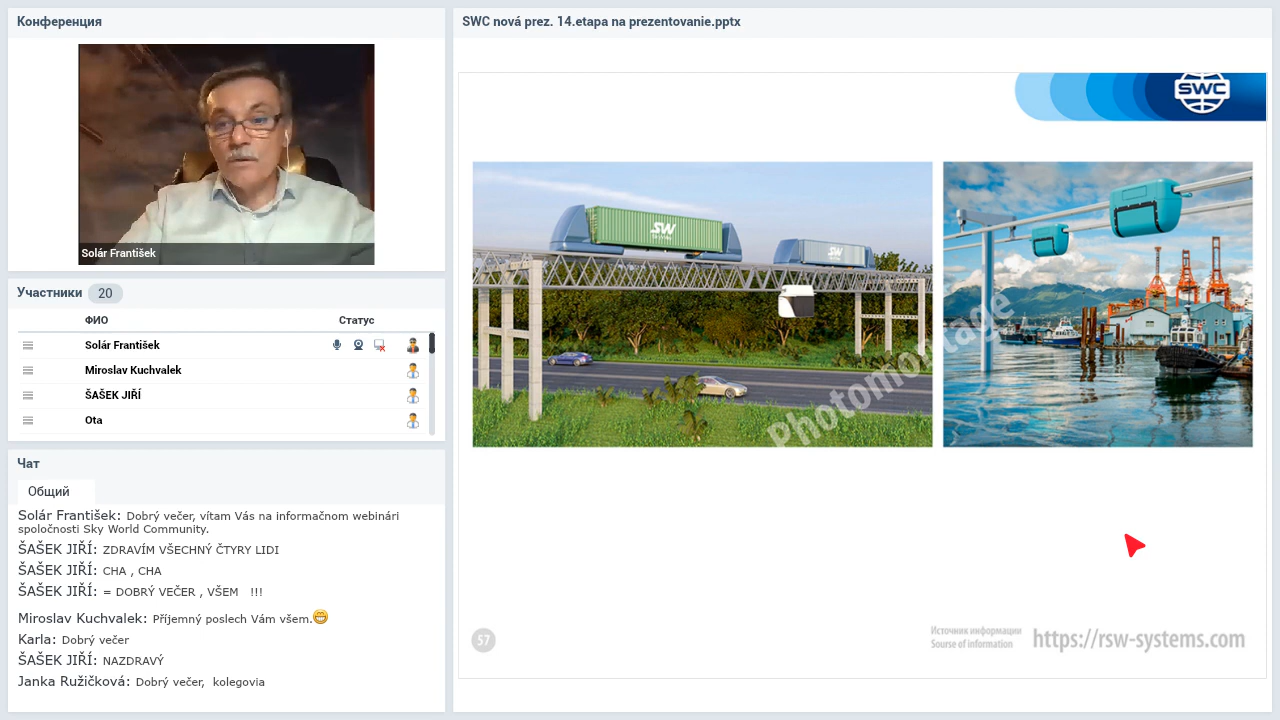 Конференция
Solár František
Участники 20
ФИО Статус
Solár František
Miroslav Kuchvalek
ŠAŠEK JIŘÍ
Ota
Чат
Общий
Solár František: Dobrý večer, vítam Vás na informačnom webinári
spoločnosti Sky World Community.
ŠAŠEK JIŘÍ: ZDRAVÍM VŠECHNÝ ČTYRY LIDI
ŠAŠEK JIŘÍ: CHA , CHA
ŠAŠEK JIŘÍ: = DOBRÝ VEČER , VŠEM !!!
Miroslav Kuchvalek: Příjemný poslech Vám všem.
Karla: Dobrý večer
ŠAŠEK JIŘÍ: NAZDRAVÝ
Janka Ružičková: Dobrý večer, kolegovia
SWC nová prez. 14.etapa na prezentovanie.pptx
SWC
SW
SW
Photomontage
57
Источник информации
Sourse of information
https://rsw-systems.com